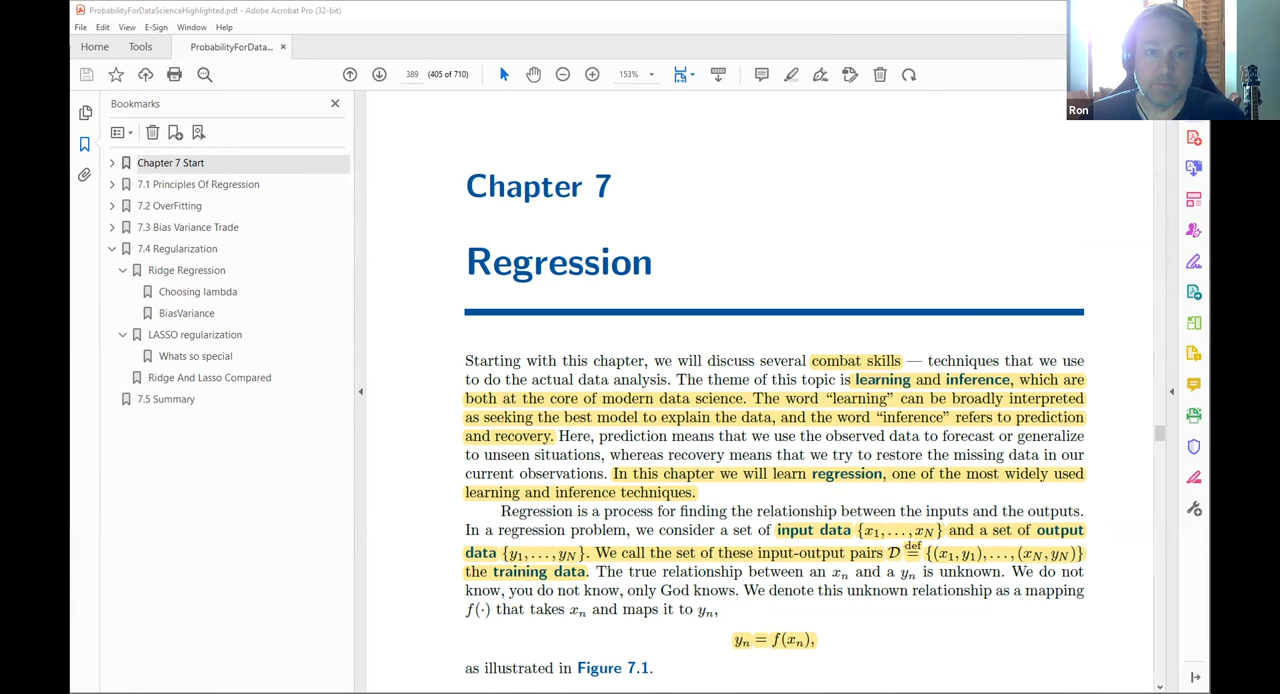 ProbabilityForDataScienceHighlighted.pdf - Adobe Acrobat Pro (32-bit)
File Edit View E-Sign Window Help
Home Tools ProbabilityForData... ×
389 (405 of 710) 153%
Ron
Bookmarks ×
Chapter 7 Start
7.1 Principles Of Regression
7.2 OverFitting
7.3 Bias Variance Trade
7.4 Regularization
Ridge Regression
Choosing lambda
BiasVariance
LASSO regularization
Whats so special
Ridge And Lasso Compared
7.5 Summary
Chapter 7
Regression
Starting with this chapter, we will discuss several combat skills — techniques that we use
to do the actual data analysis. The theme of this topic is learning and inference, which are
both at the core of modern data science. The word “learning” can be broadly interpreted
as seeking the best model to explain the data, and the word “inference” refers to prediction
and recovery. Here, prediction means that we use the observed data to forecast or generalize
to unseen situations, whereas recovery means that we try to restore the missing data in our
current observations. In this chapter we will learn regression, one of the most widely used
learning and inference techniques.
Regression is a process for finding the relationship between the inputs and the outputs.
In a regression problem, we consider a set of input data {x₁, . . . , x_N} and a set of output
data {y₁, . . . , y_N}. We call the set of these input-output pairs 𝒟 def= {(x₁, y₁), . . . , (x_N, y_N)}
the training data. The true relationship between an xₙ and a yₙ is unknown. We do not
know, you do not know, only God knows. We denote this unknown relationship as a mapping
f(·) that takes xₙ and maps it to yₙ,
yₙ = f(xₙ),
as illustrated in Figure 7.1.